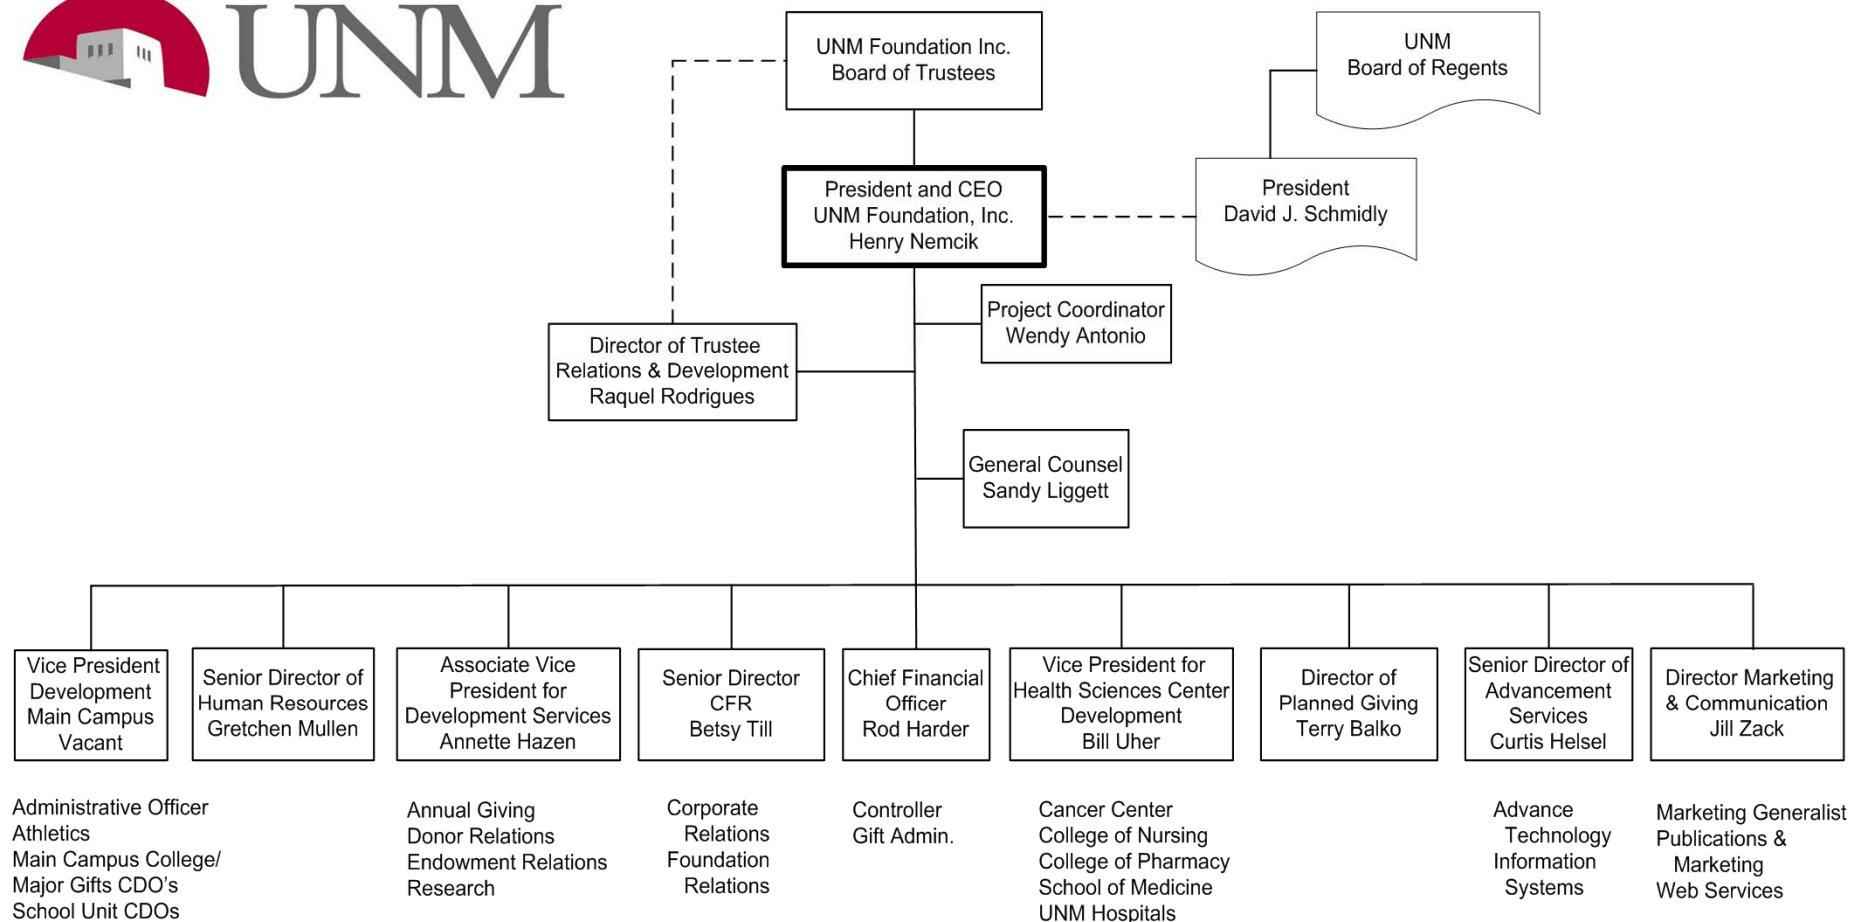 UNM
UNM Foundation Inc.
Board of Trustees
UNM
Board of Regents
President and CEO
UNM Foundation, Inc.
Henry Nemcik
President
David J. Schmidly
Project Coordinator
Wendy Antonio
Director of Trustee
Relations & Development
Raquel Rodrigues
General Counsel
Sandy Liggett
Vice President
Development
Main Campus
Vacant
Senior Director of
Human Resources
Gretchen Mullen
Associate Vice
President for
Development Services
Annette Hazen
Senior Director
CFR
Betsy Till
Chief Financial
Officer
Rod Harder
Vice President for
Health Sciences Center
Development
Bill Uher
Director of
Planned Giving
Terry Balko
Senior Director of
Advancement
Services
Curtis Helsel
Director Marketing
& Communication
Jill Zack
Administrative Officer
Athletics
Main Campus College/
Major Gifts CDO's
School Unit CDOs
Annual Giving
Donor Relations
Endowment Relations
Research
Corporate
Relations
Foundation
Relations
Controller
Gift Admin.
Cancer Center
College of Nursing
College of Pharmacy
School of Medicine
UNM Hospitals
Advance
Technology
Information
Systems
Marketing Generalist
Publications &
Marketing
Web Services